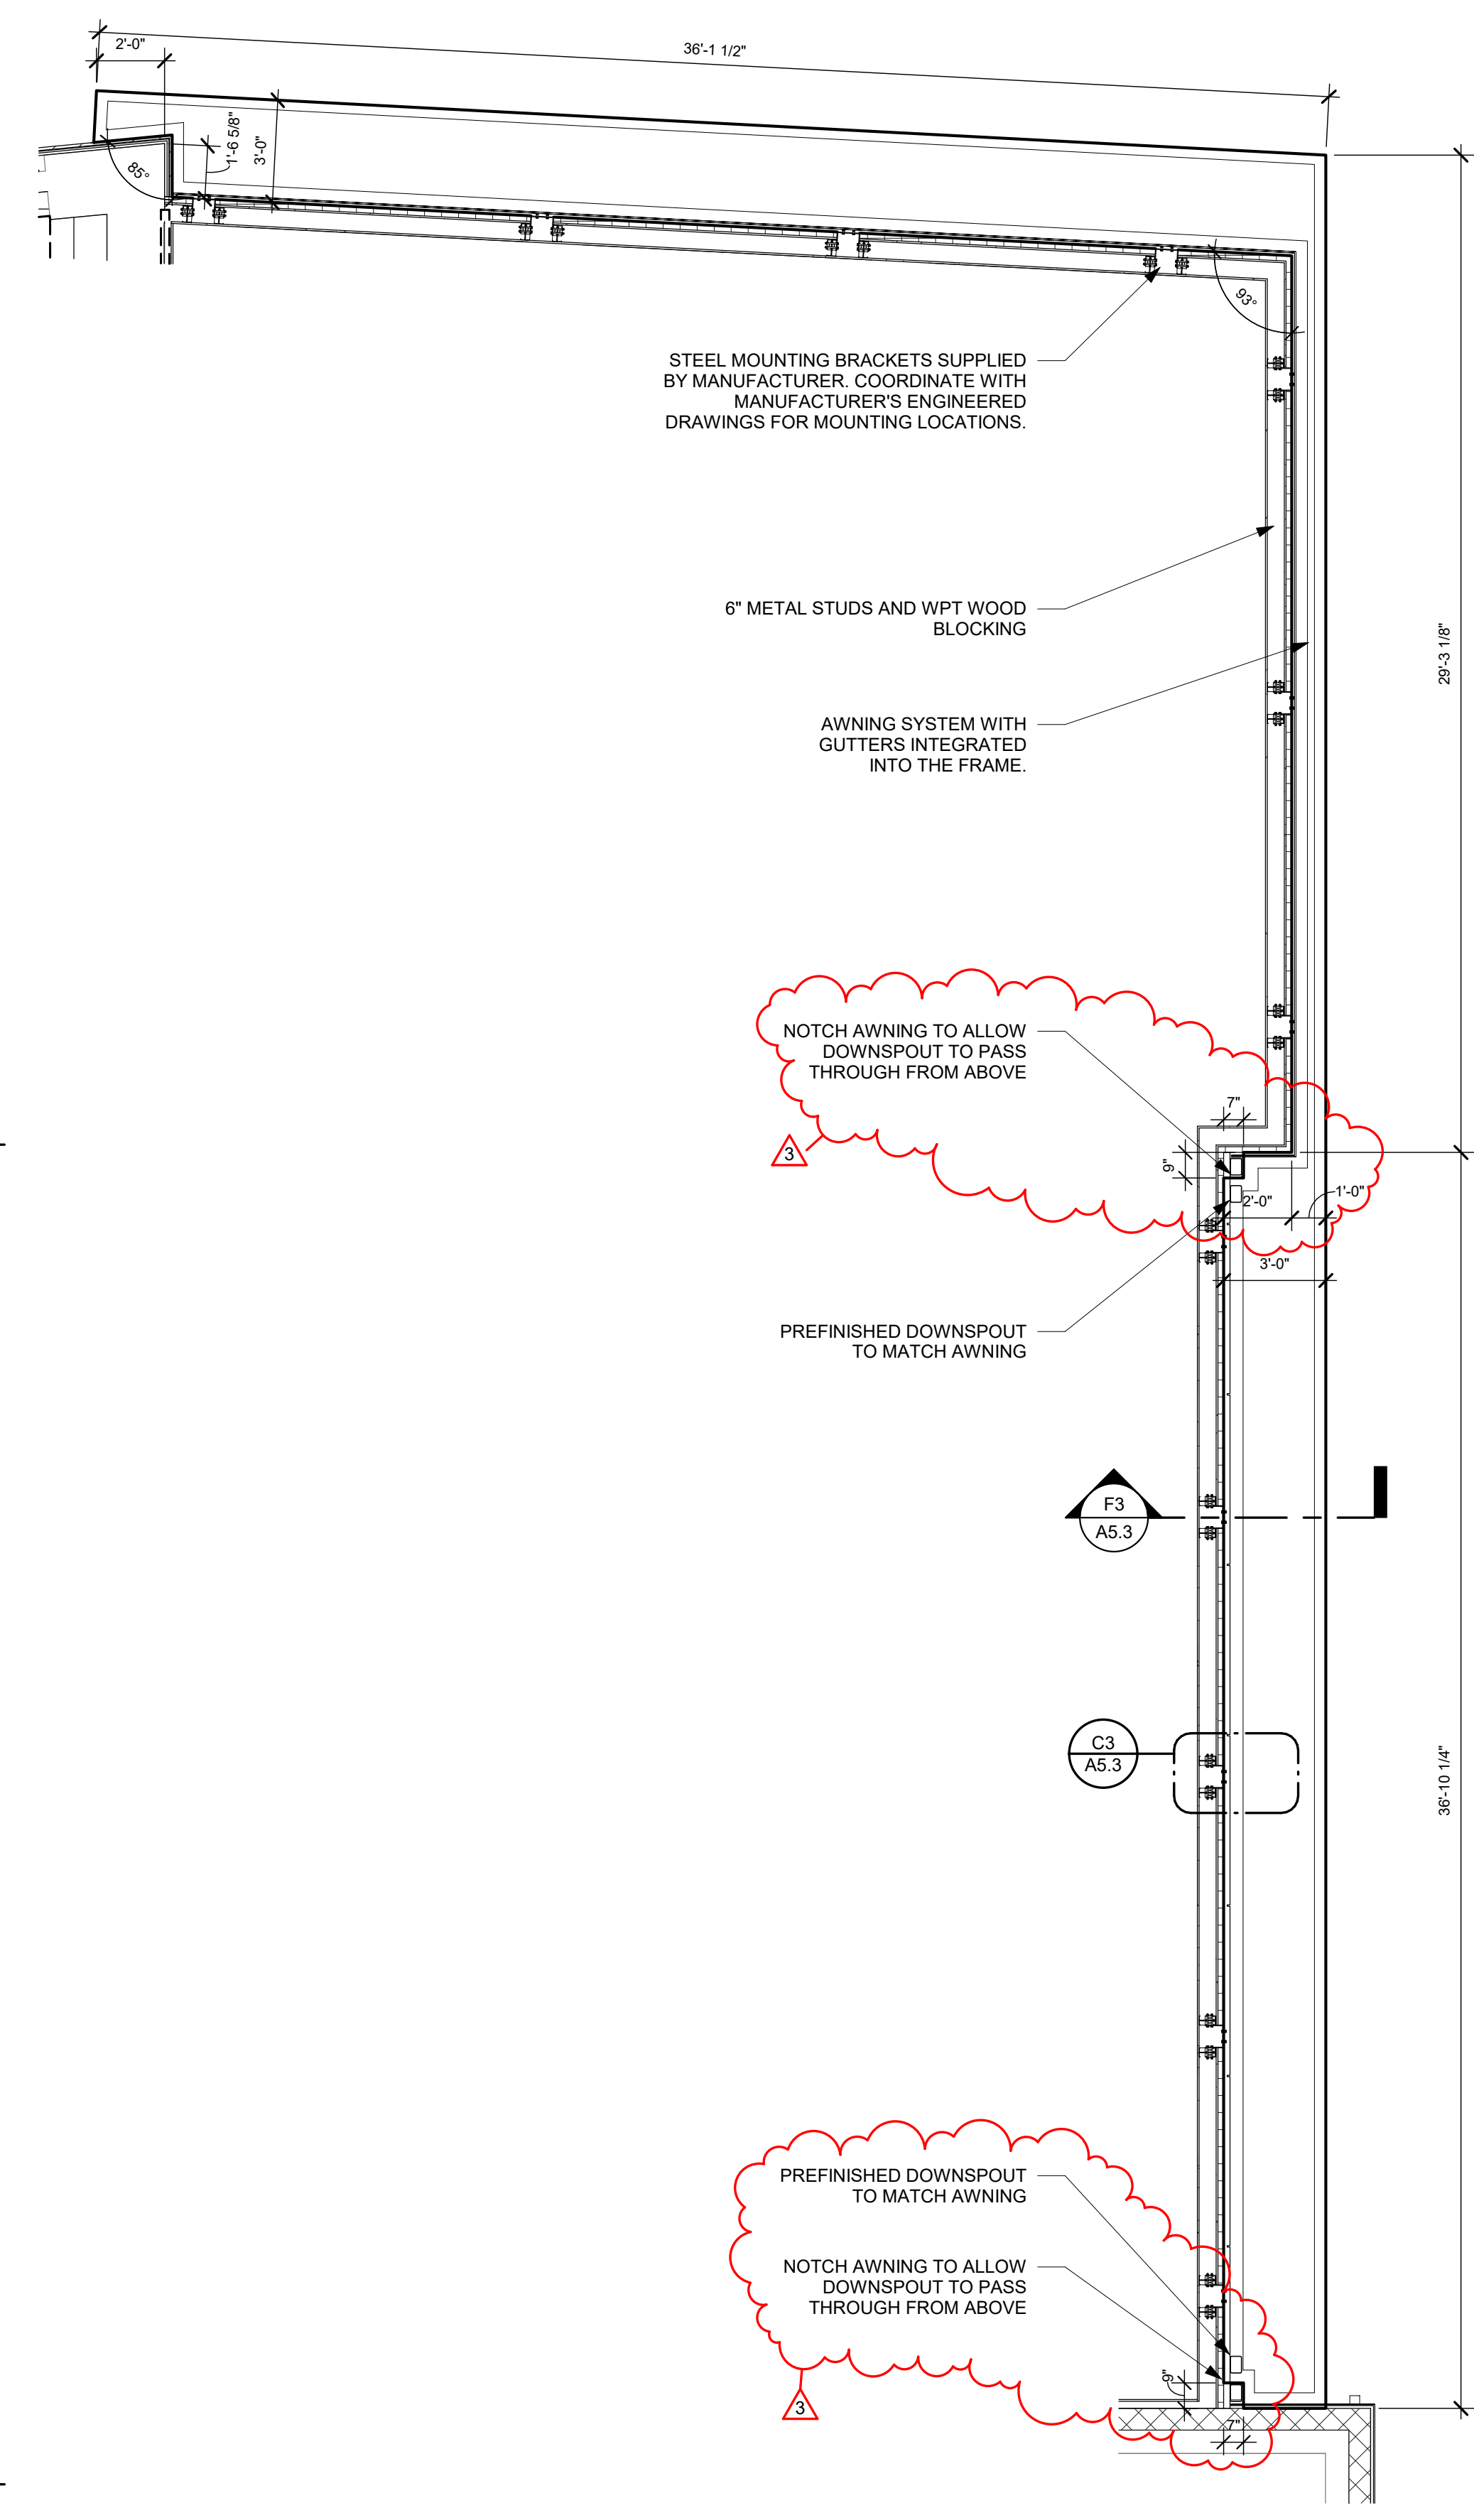 36'-1 1/2"
2'-0"
1'-6 5/8"
3'-0"
85°
93°
STEEL MOUNTING BRACKETS SUPPLIED
BY MANUFACTURER. COORDINATE WITH
MANUFACTURER'S ENGINEERED
DRAWINGS FOR MOUNTING LOCATIONS.
6" METAL STUDS AND WPT WOOD
BLOCKING
29'-3 1/8"
AWNING SYSTEM WITH
GUTTERS INTEGRATED
INTO THE FRAME.
NOTCH AWNING TO ALLOW
DOWNSPOUT TO PASS
THROUGH FROM ABOVE
7"
3
9"
2'-0"
1'-0"
3'-0"
PREFINISHED DOWNSPOUT
TO MATCH AWNING
F3
A5.3
C3
A5.3
36'-10 1/4"
PREFINISHED DOWNSPOUT
TO MATCH AWNING
NOTCH AWNING TO ALLOW
DOWNSPOUT TO PASS
THROUGH FROM ABOVE
9"
3
7"